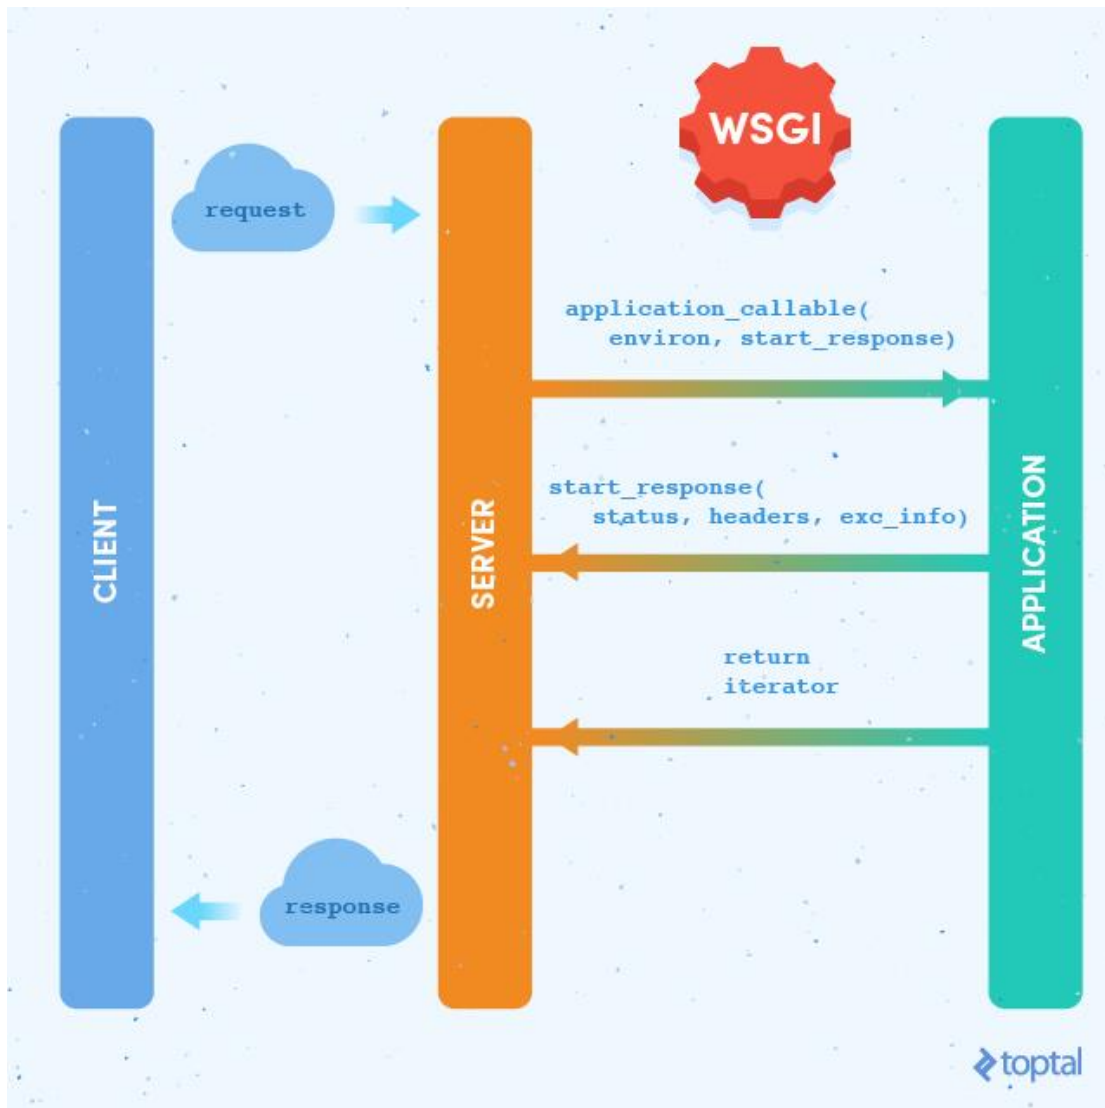 WSGI
request
application_callable(
environ, start_response)
start_response(
status, headers, exc_info)
CLIENT
SERVER
APPLICATION
return
iterator
response
toptal